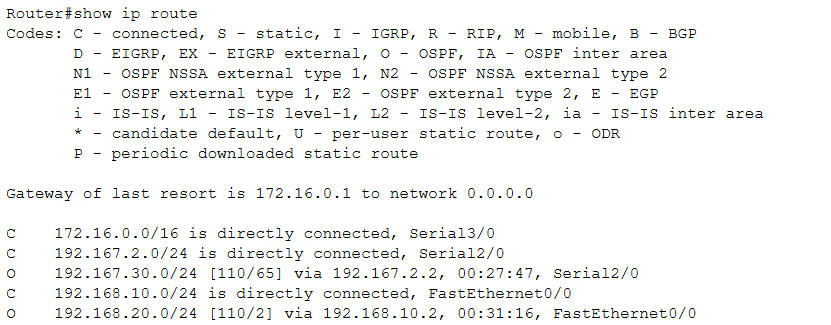 Router#show ip route
Codes: C - connected, S - static, I - IGRP, R - RIP, M - mobile, B - BGP
       D - EIGRP, EX - EIGRP external, O - OSPF, IA - OSPF inter area
       N1 - OSPF NSSA external type 1, N2 - OSPF NSSA external type 2
       E1 - OSPF external type 1, E2 - OSPF external type 2, E - EGP
       i - IS-IS, L1 - IS-IS level-1, L2 - IS-IS level-2, ia - IS-IS inter area
       * - candidate default, U - per-user static route, o - ODR
       P - periodic downloaded static route

Gateway of last resort is 172.16.0.1 to network 0.0.0.0

C    172.16.0.0/16 is directly connected, Serial3/0
C    192.167.2.0/24 is directly connected, Serial2/0
O    192.167.30.0/24 [110/65] via 192.167.2.2, 00:27:47, Serial2/0
C    192.168.10.0/24 is directly connected, FastEthernet0/0
O    192.168.20.0/24 [110/2] via 192.168.10.2, 00:31:16, FastEthernet0/0